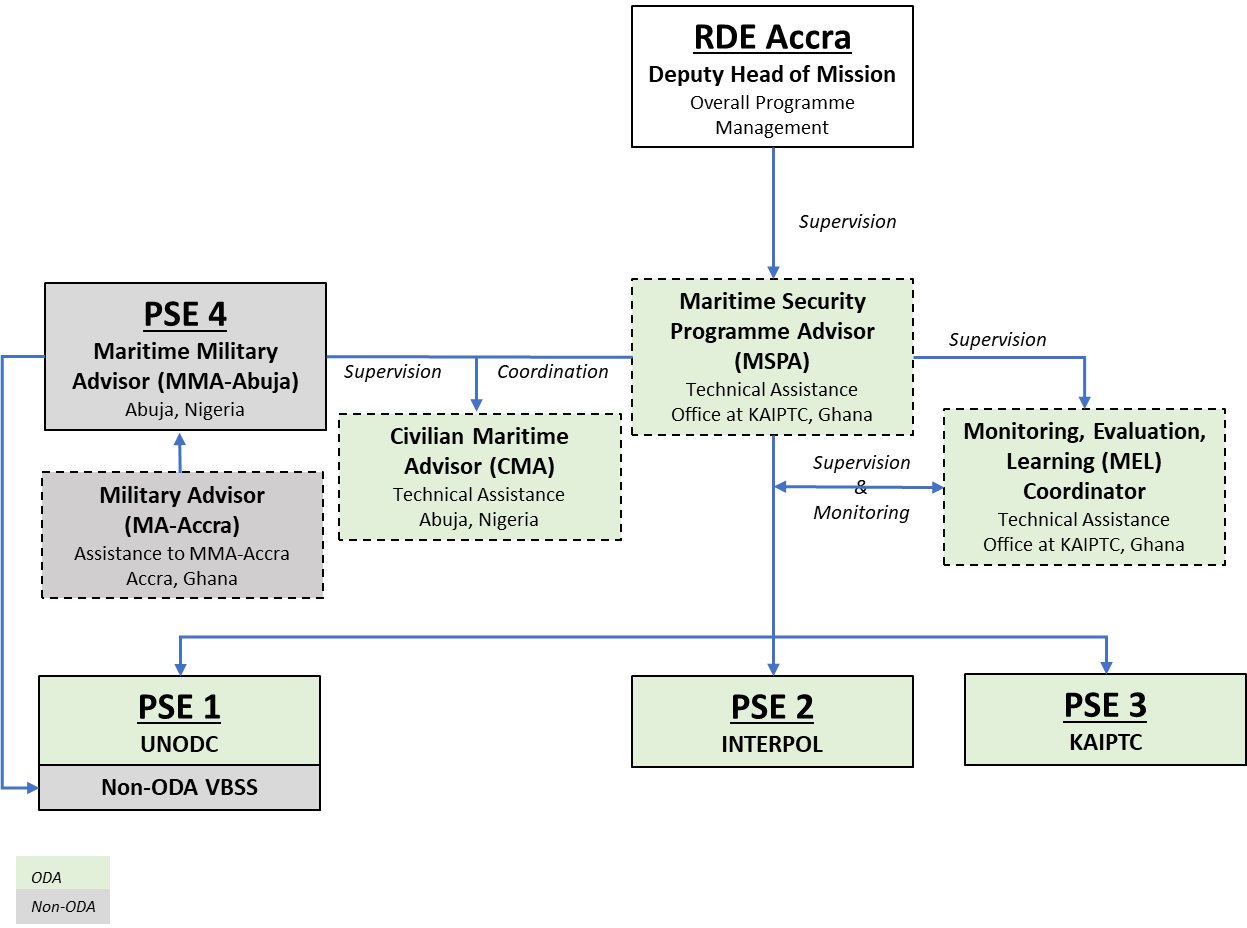 RDE Accra
Deputy Head of Mission
Overall Programme
Management
Supervision
PSE 4
Maritime Military
Advisor (MMA-Abuja)
Abuja, Nigeria
Supervision
Coordination
Maritime Security
Programme Advisor
(MSPA)
Technical Assistance
Office at KAIPTC, Ghana
Supervision
Civilian Maritime
Advisor (CMA)
Technical Assistance
Abuja, Nigeria
Monitoring, Evaluation,
Learning (MEL)
Coordinator
Technical Assistance
Office at KAIPTC, Ghana
Supervision
&
Monitoring
Military Advisor
(MA-Accra)
Assistance to MMA-Accra
Accra, Ghana
PSE 1
UNODC
Non-ODA VBSS
PSE 2
INTERPOL
PSE 3
KAIPTC
ODA
Non-ODA